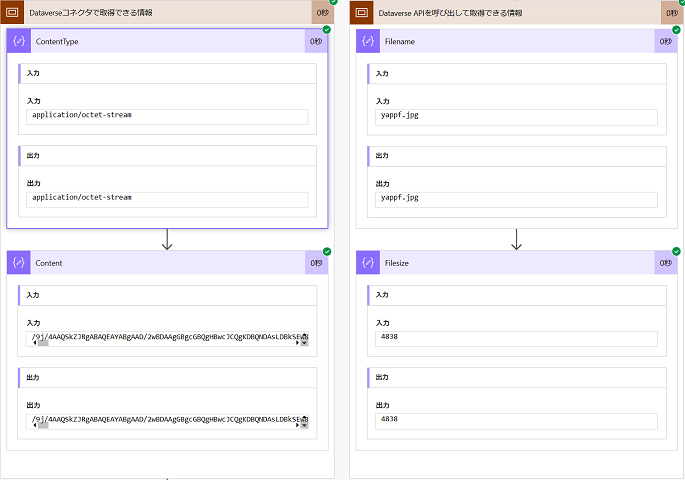 Dataverseコネクタで取得できる情報
0秒
ContentType
0秒
入力
入力
application/octet-stream
出力
出力
application/octet-stream
Content
0秒
入力
入力
/9j/4AAQSkZJRgABAQEAYABgAAD/2wBDAAgGBgcGBQgHBwcJCQgKDBQNDAsLDBkSEw8
出力
出力
/9j/4AAQSkZJRgABAQEAYABgAAD/2wBDAAgGBgcGBQgHBwcJCQgKDBQNDAsLDBkSEw8
Dataverse APIを呼び出して取得できる情報
0秒
Filename
0秒
入力
入力
yappf.jpg
出力
出力
yappf.jpg
Filesize
0秒
入力
入力
4838
出力
出力
4838